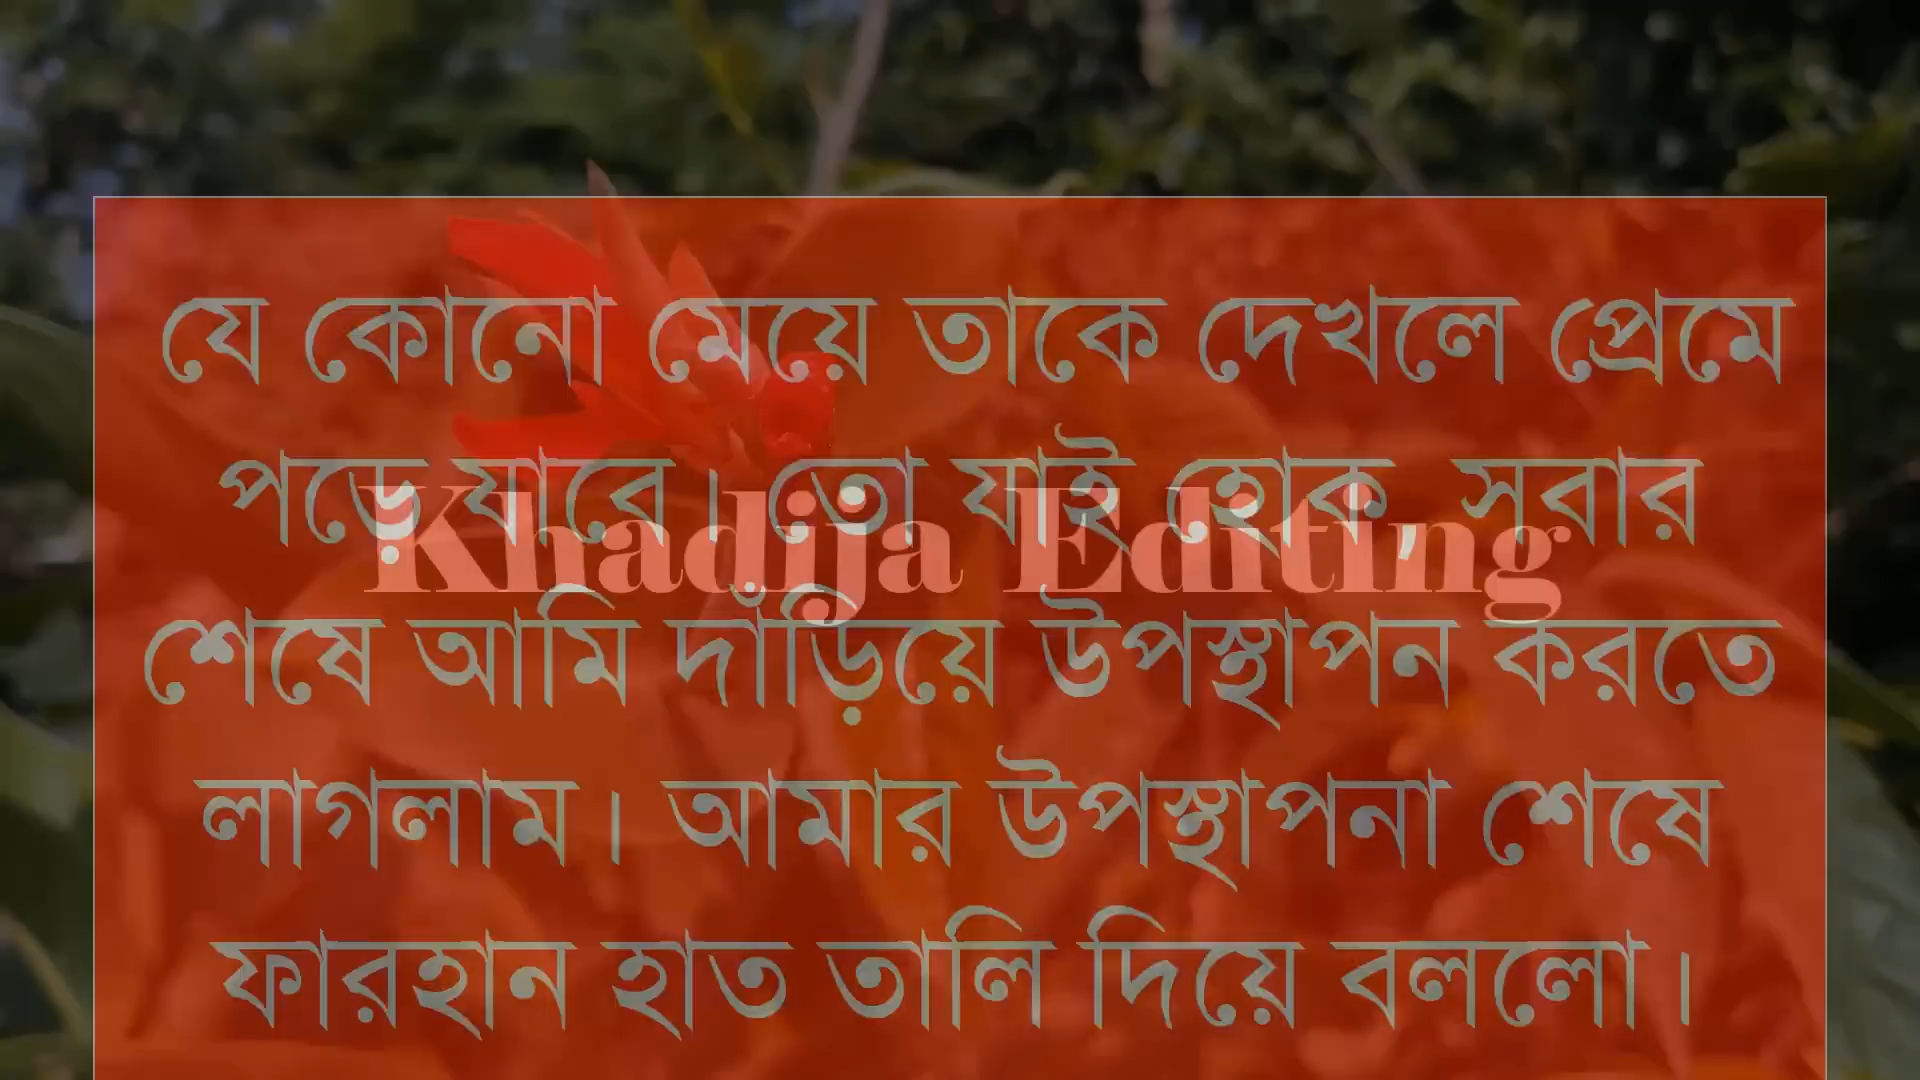 যে কোনো মেয়ে তাকে দেখলে প্রেমে
পড়ে যাবে। তো যাই হোক, সবার
Khadija Editing
শেষে আমি দাঁড়িয়ে উপস্থাপন করতে
লাগলাম। আমার উপস্থাপনা শেষে
ফারহান হাত তালি দিয়ে বললো।